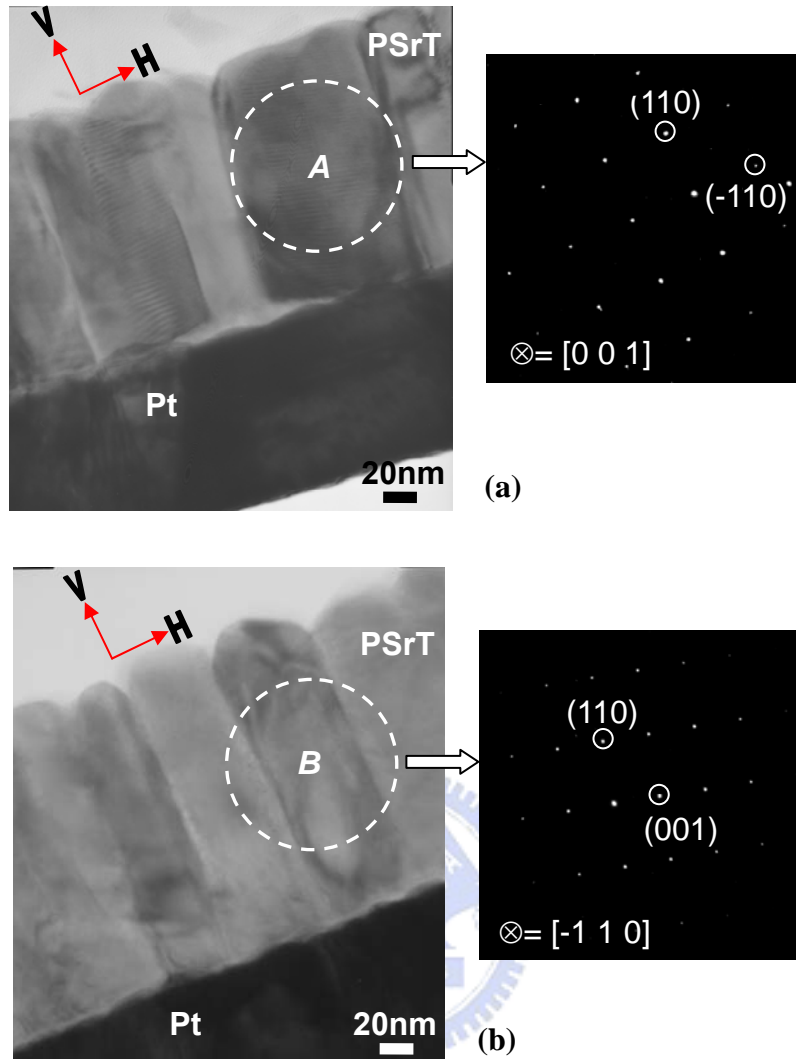 V
H
PSrT
A
Pt
20nm
(110)
(-110)
⊗= [0 0 1]
(a)
V
H
PSrT
B
Pt
20nm
(110)
(001)
⊗= [-1 1 0]
(b)